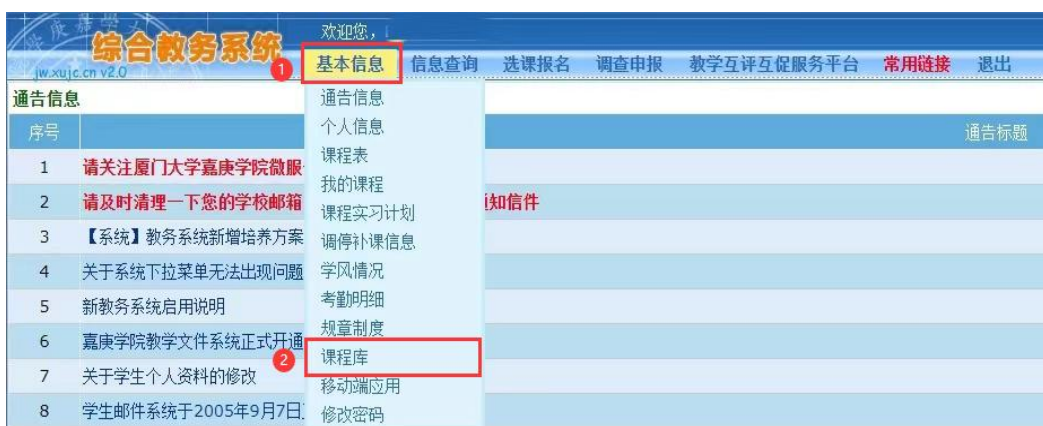 综合教务系统
jw.xujc.cn v2.0
欢迎您，
1
基本信息 信息查询 选课报名 调查申报 教学互评互促服务平台 常用链接 退出
通告信息
序号 通告标题
通告信息
个人信息
课程表
我的课程
课程实习计划
调停补课信息
学风情况
考勤明细
规章制度
2
课程库
移动端应用
修改密码
1 请关注厦门大学嘉庚学院微服
2 请及时清理一下您的学校邮箱 知信件
3 【系统】教务系统新增培养方案
4 关于系统下拉菜单无法出现问题
5 新教务系统启用说明
6 嘉庚学院教学文件系统正式开通
7 关于学生个人资料的修改
8 学生邮件系统于2005年9月7日